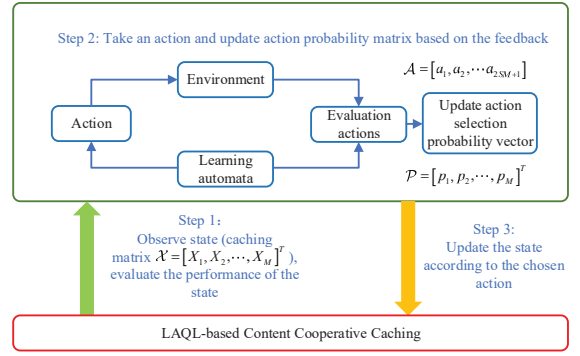 Step 2: Take an action and update action probability matrix based on the feedback
Environment
𝒜 = [a₁, a₂, ⋯a₂SM+1]
Action
Evaluation
actions
Update action
selection
probability vector
Learning
automata
𝒫 = [p₁, p₂, ⋯, p_M]^T
Step 1:
Observe state (caching
matrix 𝒳 = [X₁, X₂, ⋯, X_M]^T),
evaluate the performance of the
state
Step 3:
Update the state
according to the chosen
action
LAQL-based Content Cooperative Caching